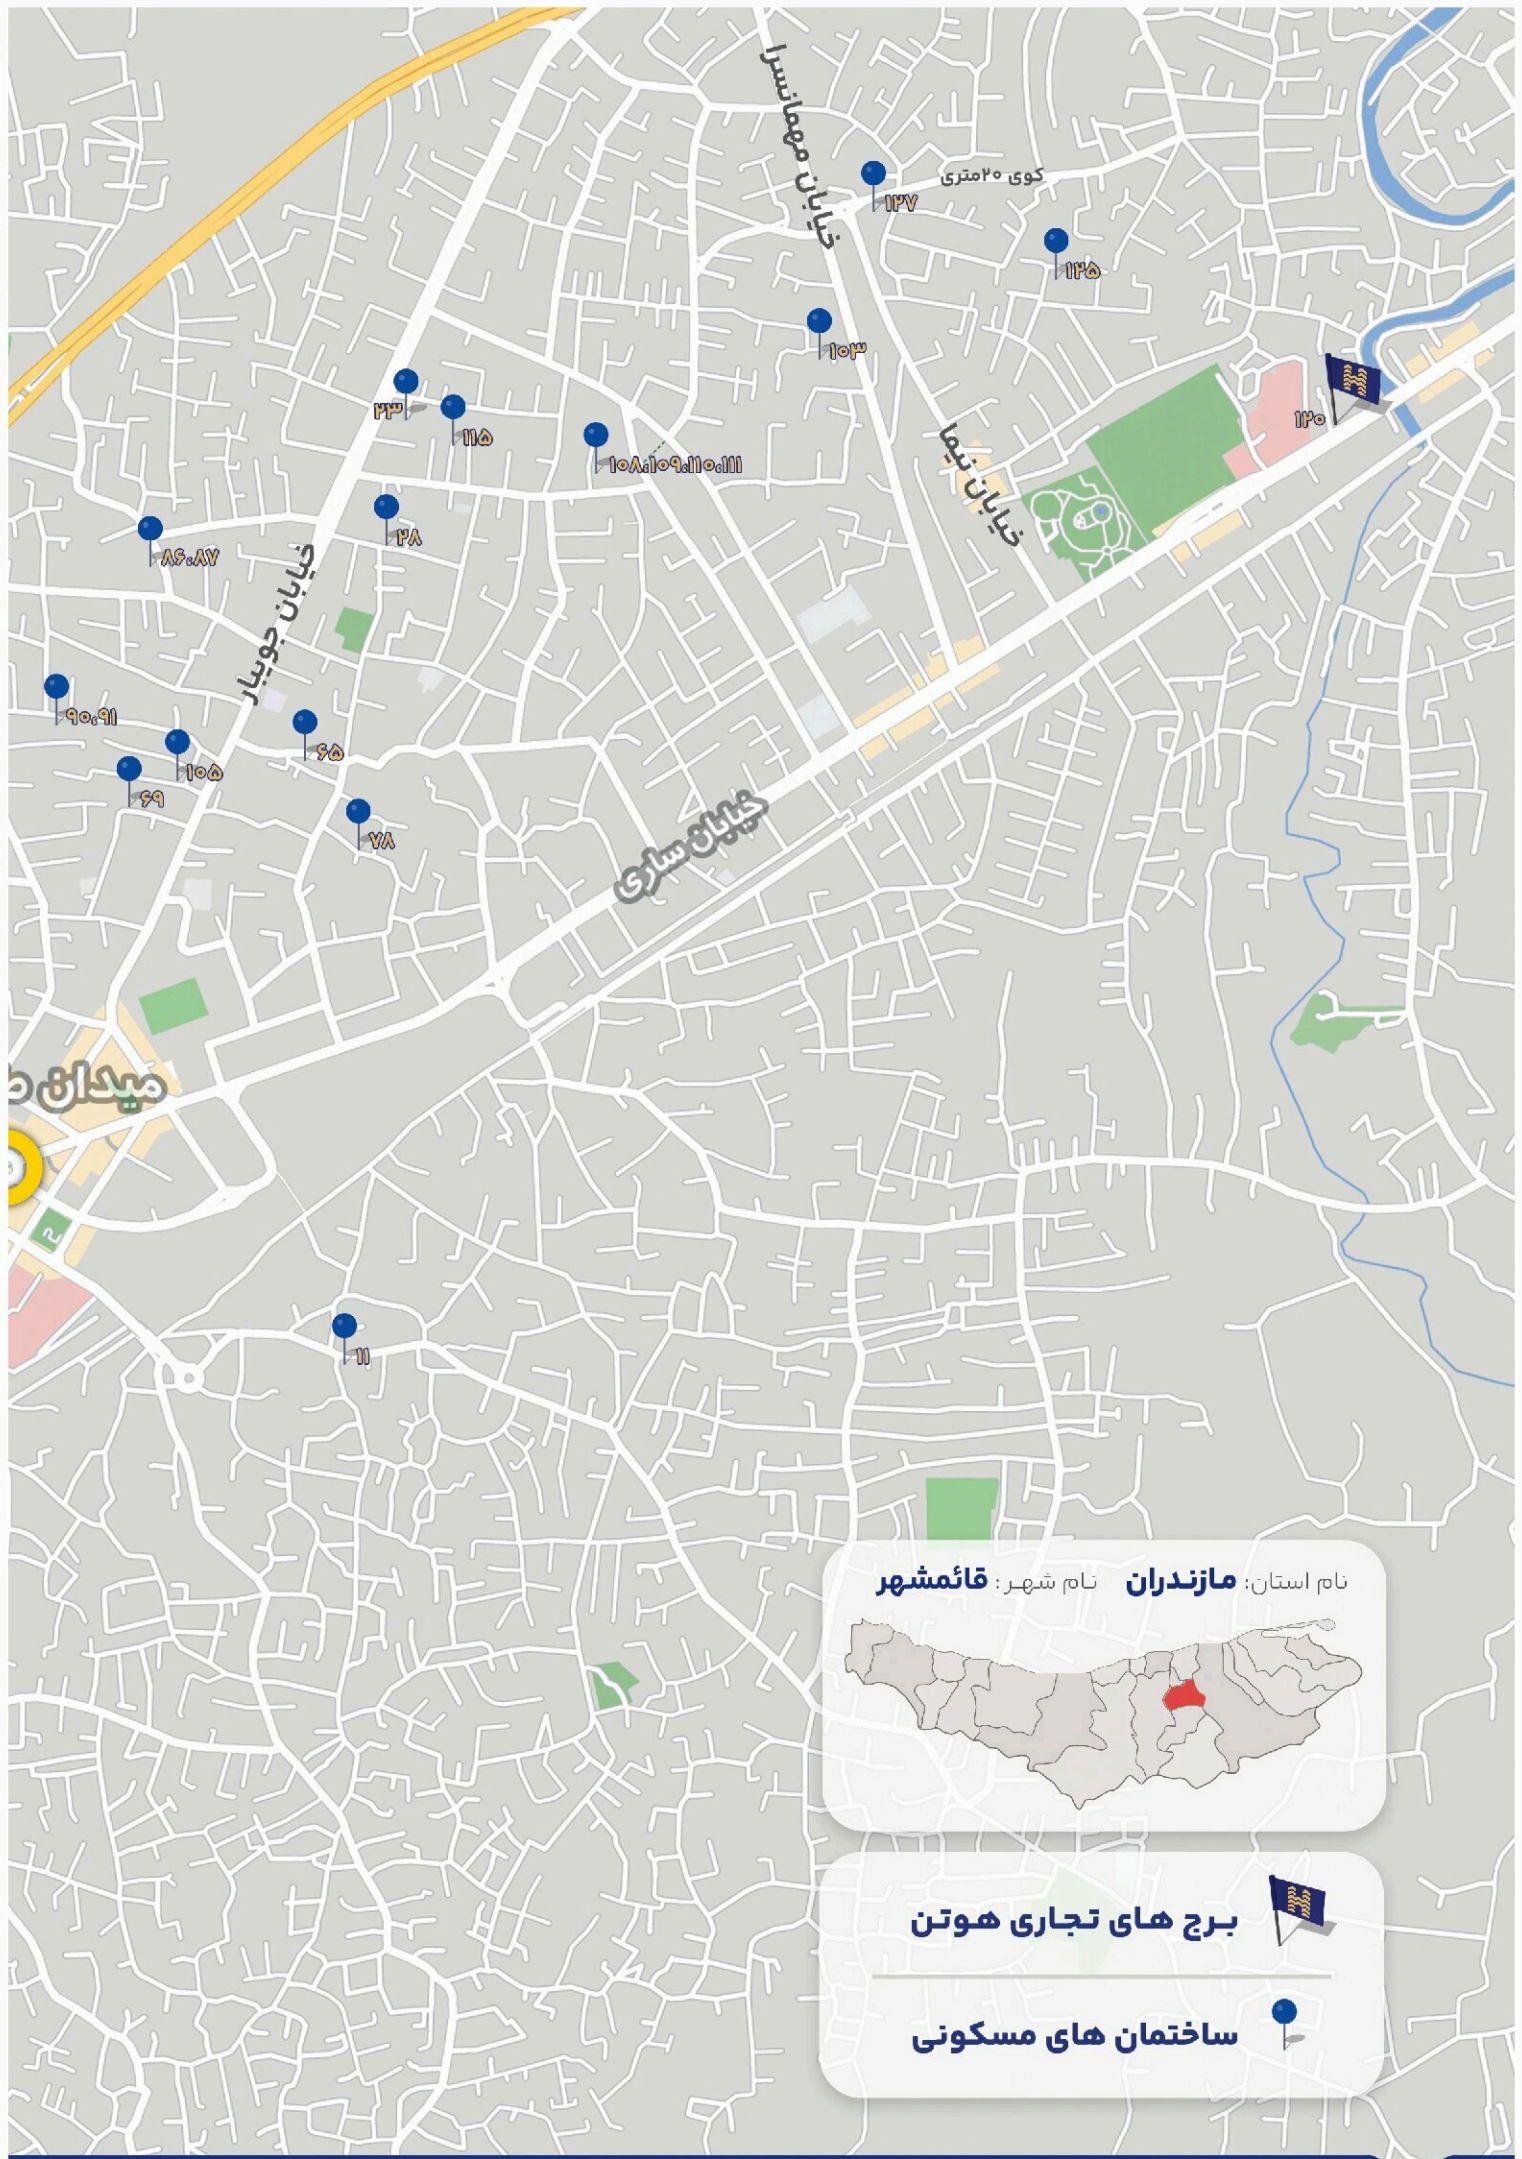 خیابان مهمانسرا
کوی ۲۰متری
۱۲۷
۱۲۵
۱۰۳
۱۲۰
۲۳
۱۱۵
۱۰۸،۱۰۹،۱۱۰،۱۱۱
خیابان نیما
۲۸
۸۶،۸۷
خیابان جویبار
۹۰،۹۱
۶۵
۱۰۵
۶۹
۷۸
خیابان ساری
میدان
۱۱
نام استان: مازندران نام شهر: قائمشهر
برج های تجاری هوتن
ساختمان های مسکونی